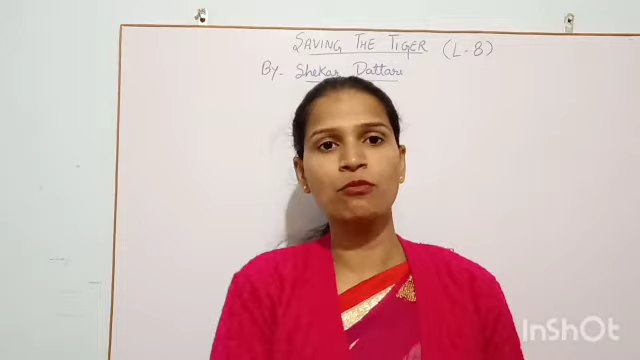 SAVING THE TIGER (L-8)
By- Shekar Dattari
InShOt